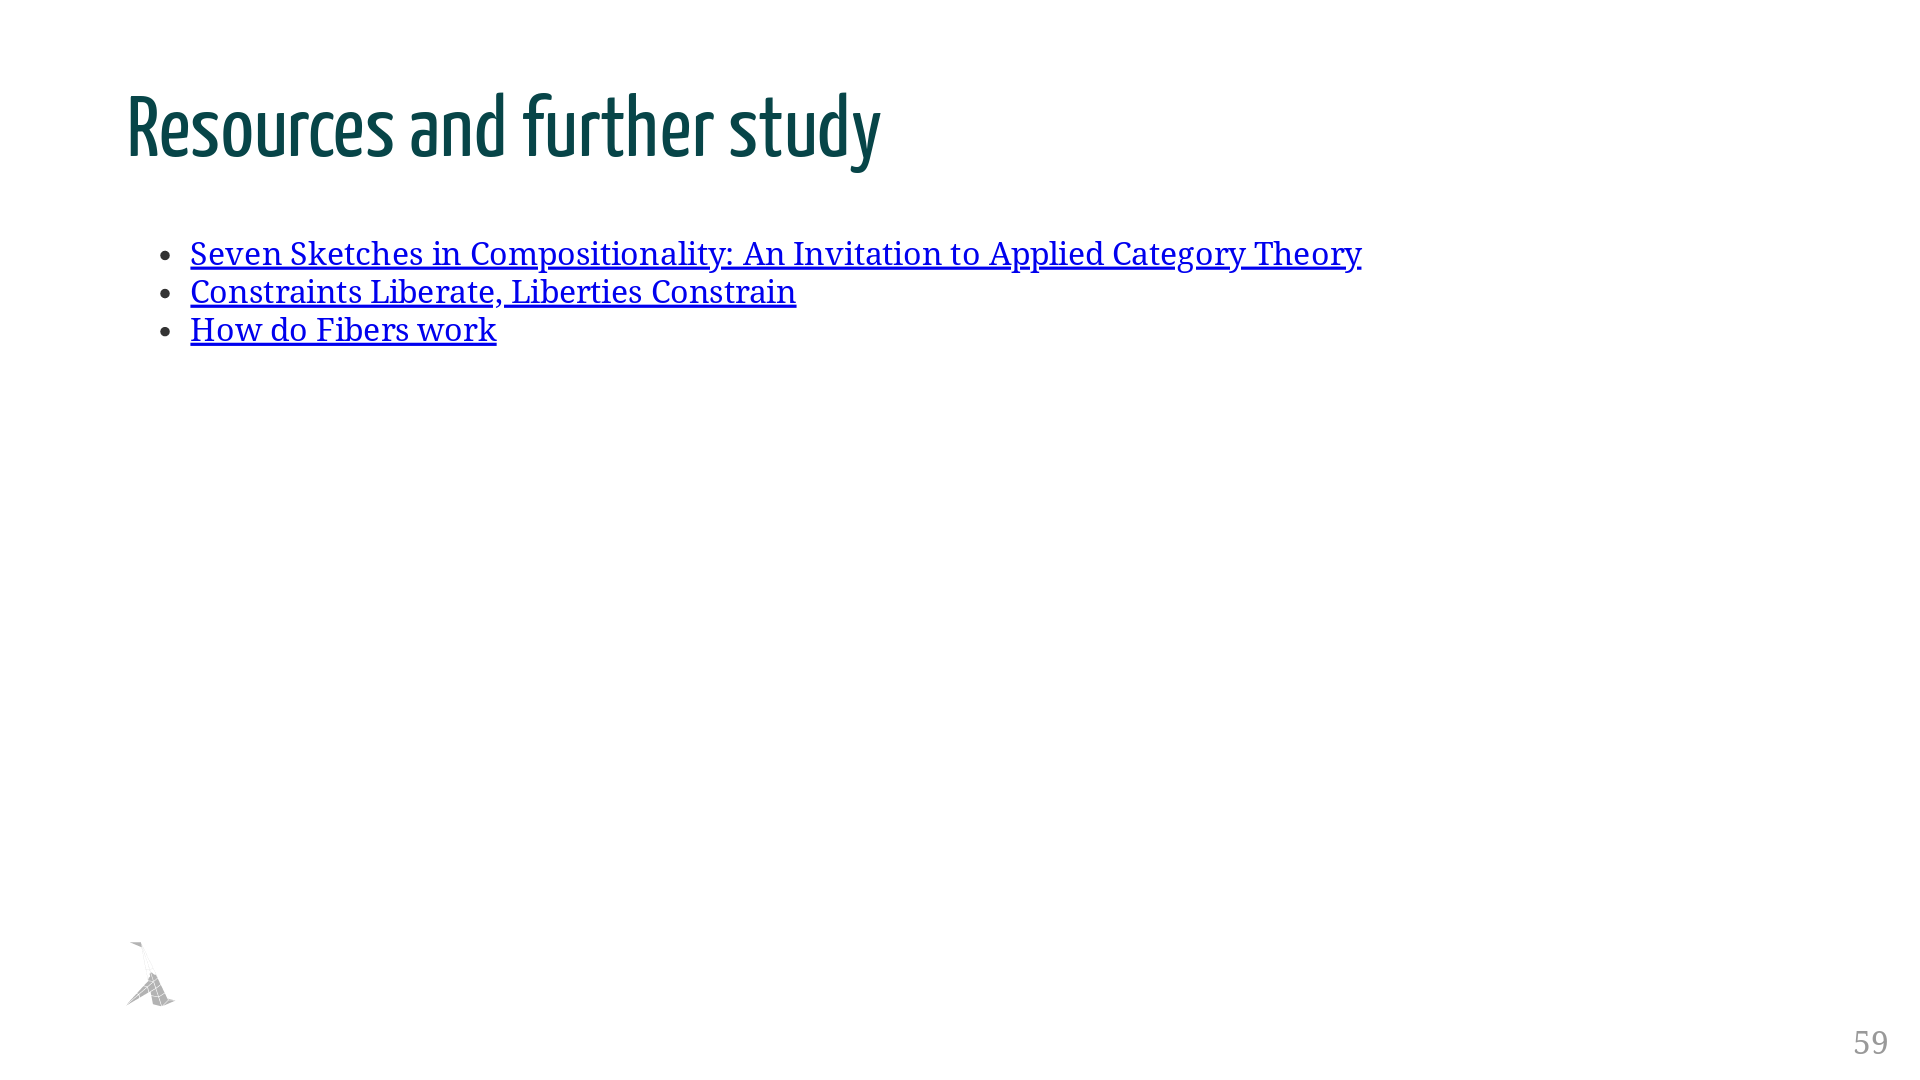 Resources and further study
• Seven Sketches in Compositionality: An Invitation to Applied Category Theory
• Constraints Liberate, Liberties Constrain
• How do Fibers work
59